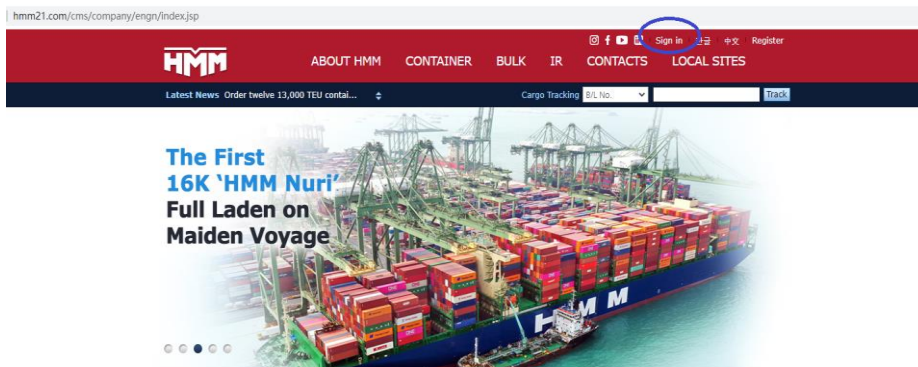 hmm21.com/cms/company/engn/index.jsp
Sign in 한글 中文 Register
HMM
ABOUT HMM CONTAINER BULK IR CONTACTS LOCAL SITES
Latest News Order twelve 13,000 TEU contai... Cargo Tracking B/L No. Track
The First
16K ‘HMM Nuri’
Full Laden on
Maiden Voyage
HMM